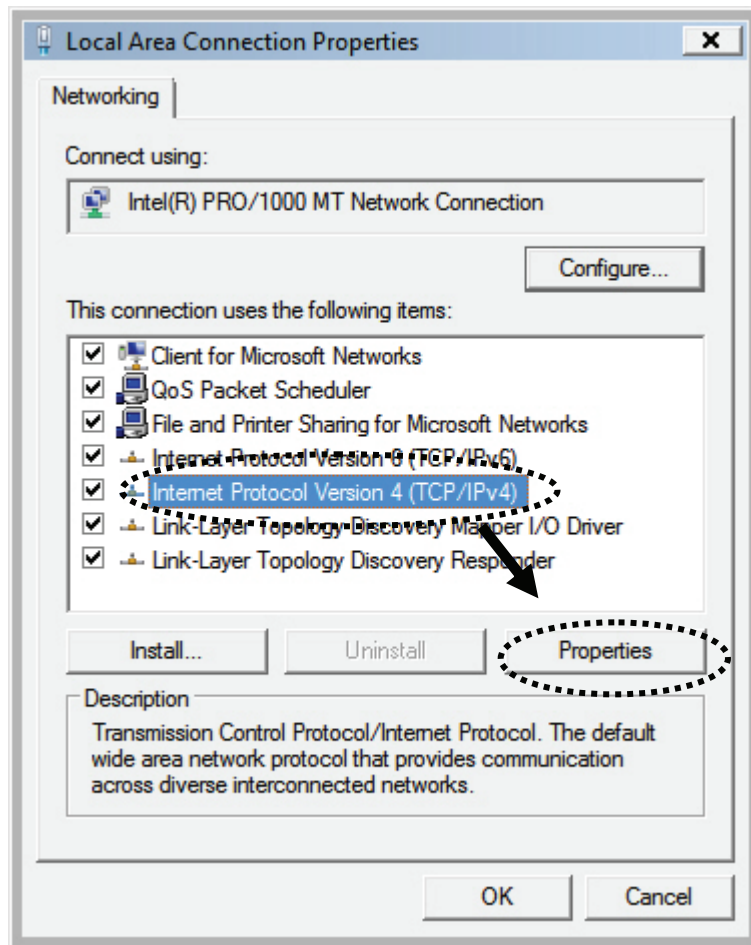 Local Area Connection Properties
Networking
Connect using:
Intel(R) PRO/1000 MT Network Connection
Configure...
This connection uses the following items:
Client for Microsoft Networks
QoS Packet Scheduler
File and Printer Sharing for Microsoft Networks
Internet Protocol Version 6 (TCP/IPv6)
Internet Protocol Version 4 (TCP/IPv4)
Link-Layer Topology Discovery Mapper I/O Driver
Link-Layer Topology Discovery Responder
Install...
Uninstall
Properties
Description
Transmission Control Protocol/Internet Protocol. The default
wide area network protocol that provides communication
across diverse interconnected networks.
OK
Cancel